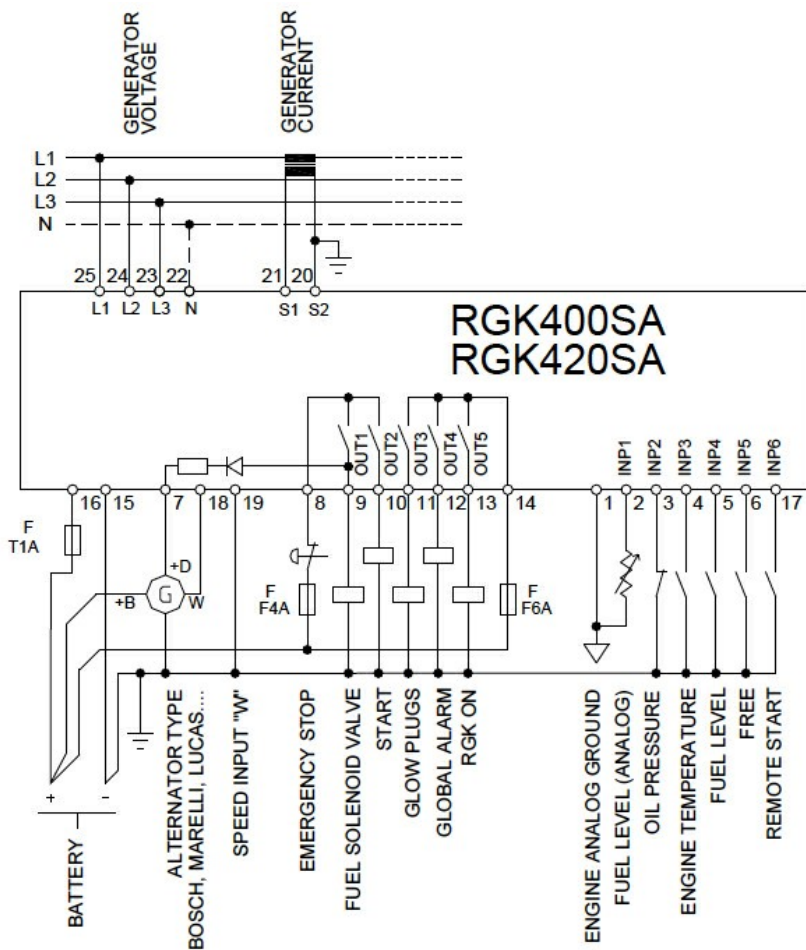 GENERATOR
VOLTAGE
GENERATOR
CURRENT
L1
L2
L3
N
25 24 23 22 21 20
L1 L2 L3 N S1 S2
RGK400SA
RGK420SA
OUT1
OUT2
OUT3
OUT4
OUT5
INP1
INP2
INP3
INP4
INP5
INP6
16 15 7 18 19 8 9 10 11 12 13 14 1 2 3 4 5 6 17
F
T1A
+D
+B
G
W
F
F4A
F
F6A
+ -
BATTERY
ALTERNATOR TYPE
BOSCH, MARELLI, LUCAS....
SPEED INPUT "W"
EMERGENCY STOP
FUEL SOLENOID VALVE
START
GLOW PLUGS
GLOBAL ALARM
RGK ON
ENGINE ANALOG GROUND
FUEL LEVEL (ANALOG)
OIL PRESSURE
ENGINE TEMPERATURE
FUEL LEVEL
FREE
REMOTE START